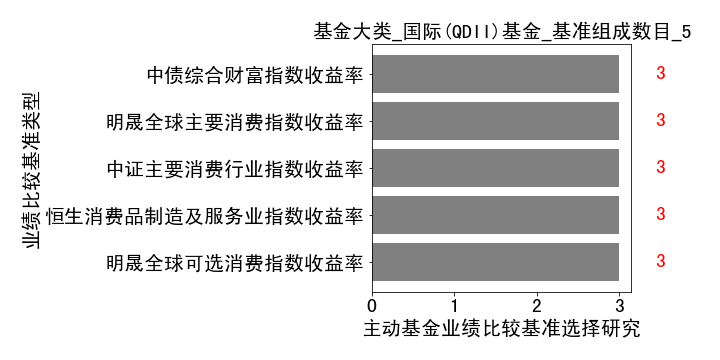 基金大类_国际(QDII)基金_基准组成数目_5
业绩比较基准类型
中债综合财富指数收益率 3
明晟全球主要消费指数收益率 3
中证主要消费行业指数收益率 3
恒生消费品制造及服务业指数收益率 3
明晟全球可选消费指数收益率 3
0 1 2 3
主动基金业绩比较基准选择研究